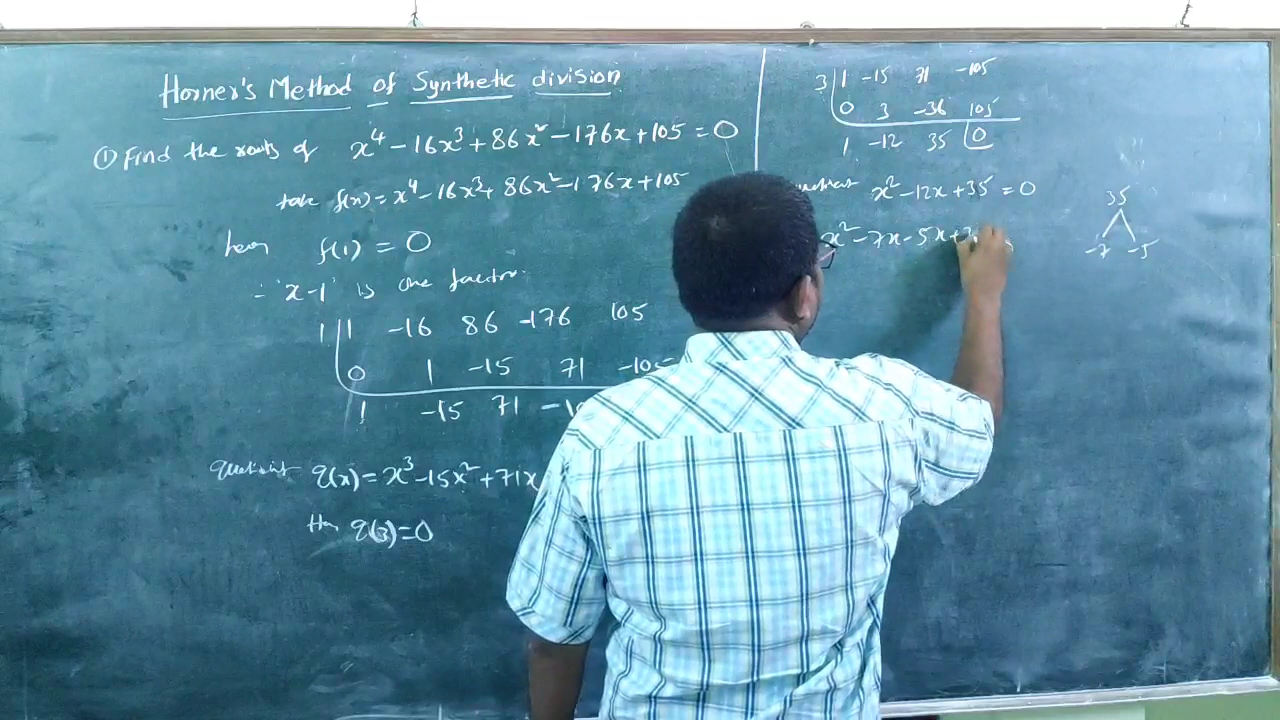 Horner's Method of Synthetic division
① Find the roots of x⁴ - 16x³ + 86x² - 176x + 105 = 0
take f(x) = x⁴ - 16x³ + 86x² - 176x + 105
f(1) = 0
∴ 'x-1' is one factor.
1 | 1 -16 86 -176 105
0 1 -15 71 -105
1 -15 71
Quotient q(x) = x³ - 15x² + 71x
q(3) = 0
3 | 1 -15 71 -105
0 3 -36 105
1 -12 35 |0
x² - 12x + 35 = 0
x² - 7x - 5x +
35
-7 -5